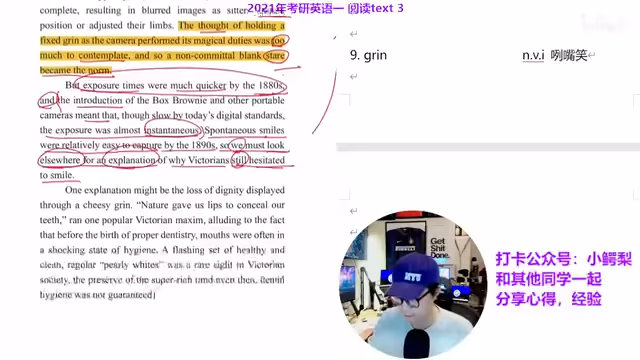 2021年考研英语一 阅读text 3
complete, resulting in blurred images as sitters shifted
position or adjusted their limbs. The thought of holding a
fixed grin as the camera performed its magical duties was too
much to contemplate, and so a non-committal blank stare
became the norm.
But exposure times were much quicker by the 1880s,
and the introduction of the Box Brownie and other portable
cameras meant that, though slow by today's digital standards,
the exposure was almost instantaneous. Spontaneous smiles
were relatively easy to capture by the 1890s, so we must look
elsewhere for an explanation of why Victorians still hesitated
to smile.
One explanation might be the loss of dignity displayed
through a cheesy grin. “Nature gave us lips to conceal our
teeth,” ran one popular Victorian maxim, alluding to the fact
that before the birth of proper dentistry, mouths were often in
a shocking state of hygiene. A flashing set of healthy and
clean, regular “pearly whites” was a rare sight in Victorian
society, the preserve of the super-rich (and even then, dental
hygiene was not guaranteed)
9. grin n.v.i 咧嘴笑
Get
Shit
Done.
NYU
打卡公众号：小鳄梨
和其他同学一起
分享心得，经验